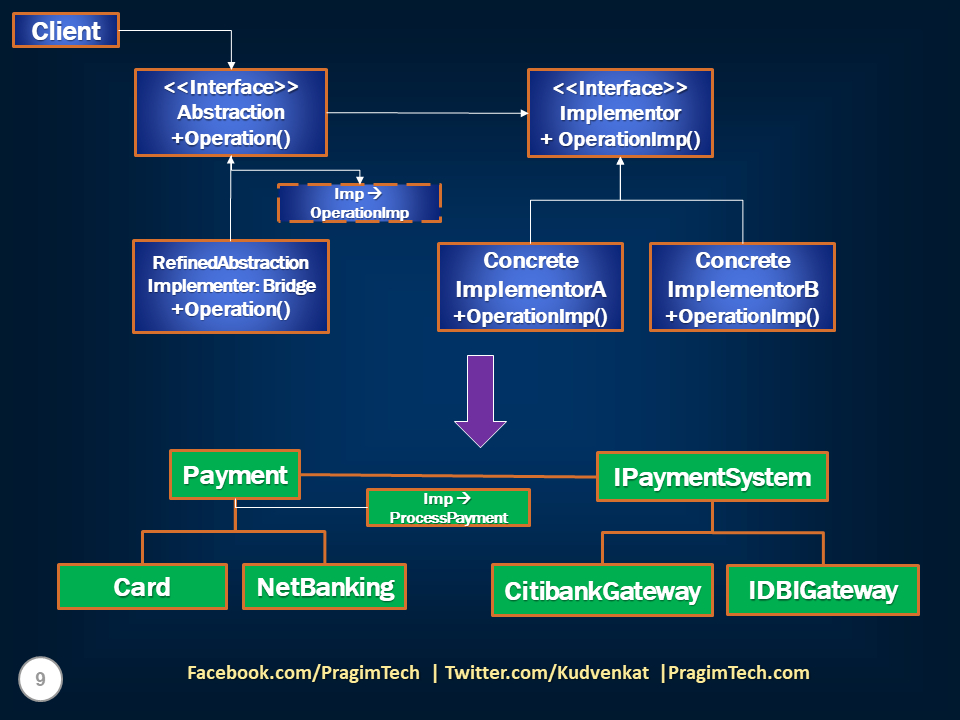 Client
<<Interface>>
Abstraction
+Operation()
<<Interface>>
Implementor
+ OperationImp()
Imp →
OperationImp
RefinedAbstraction
Implementer: Bridge
+Operation()
Concrete
ImplementorA
+OperationImp()
Concrete
ImplementorB
+OperationImp()
Payment
IPaymentSystem
Imp →
ProcessPayment
Card
NetBanking
CitibankGateway
IDBIGateway
9
Facebook.com/PragimTech | Twitter.com/Kudvenkat |PragimTech.com